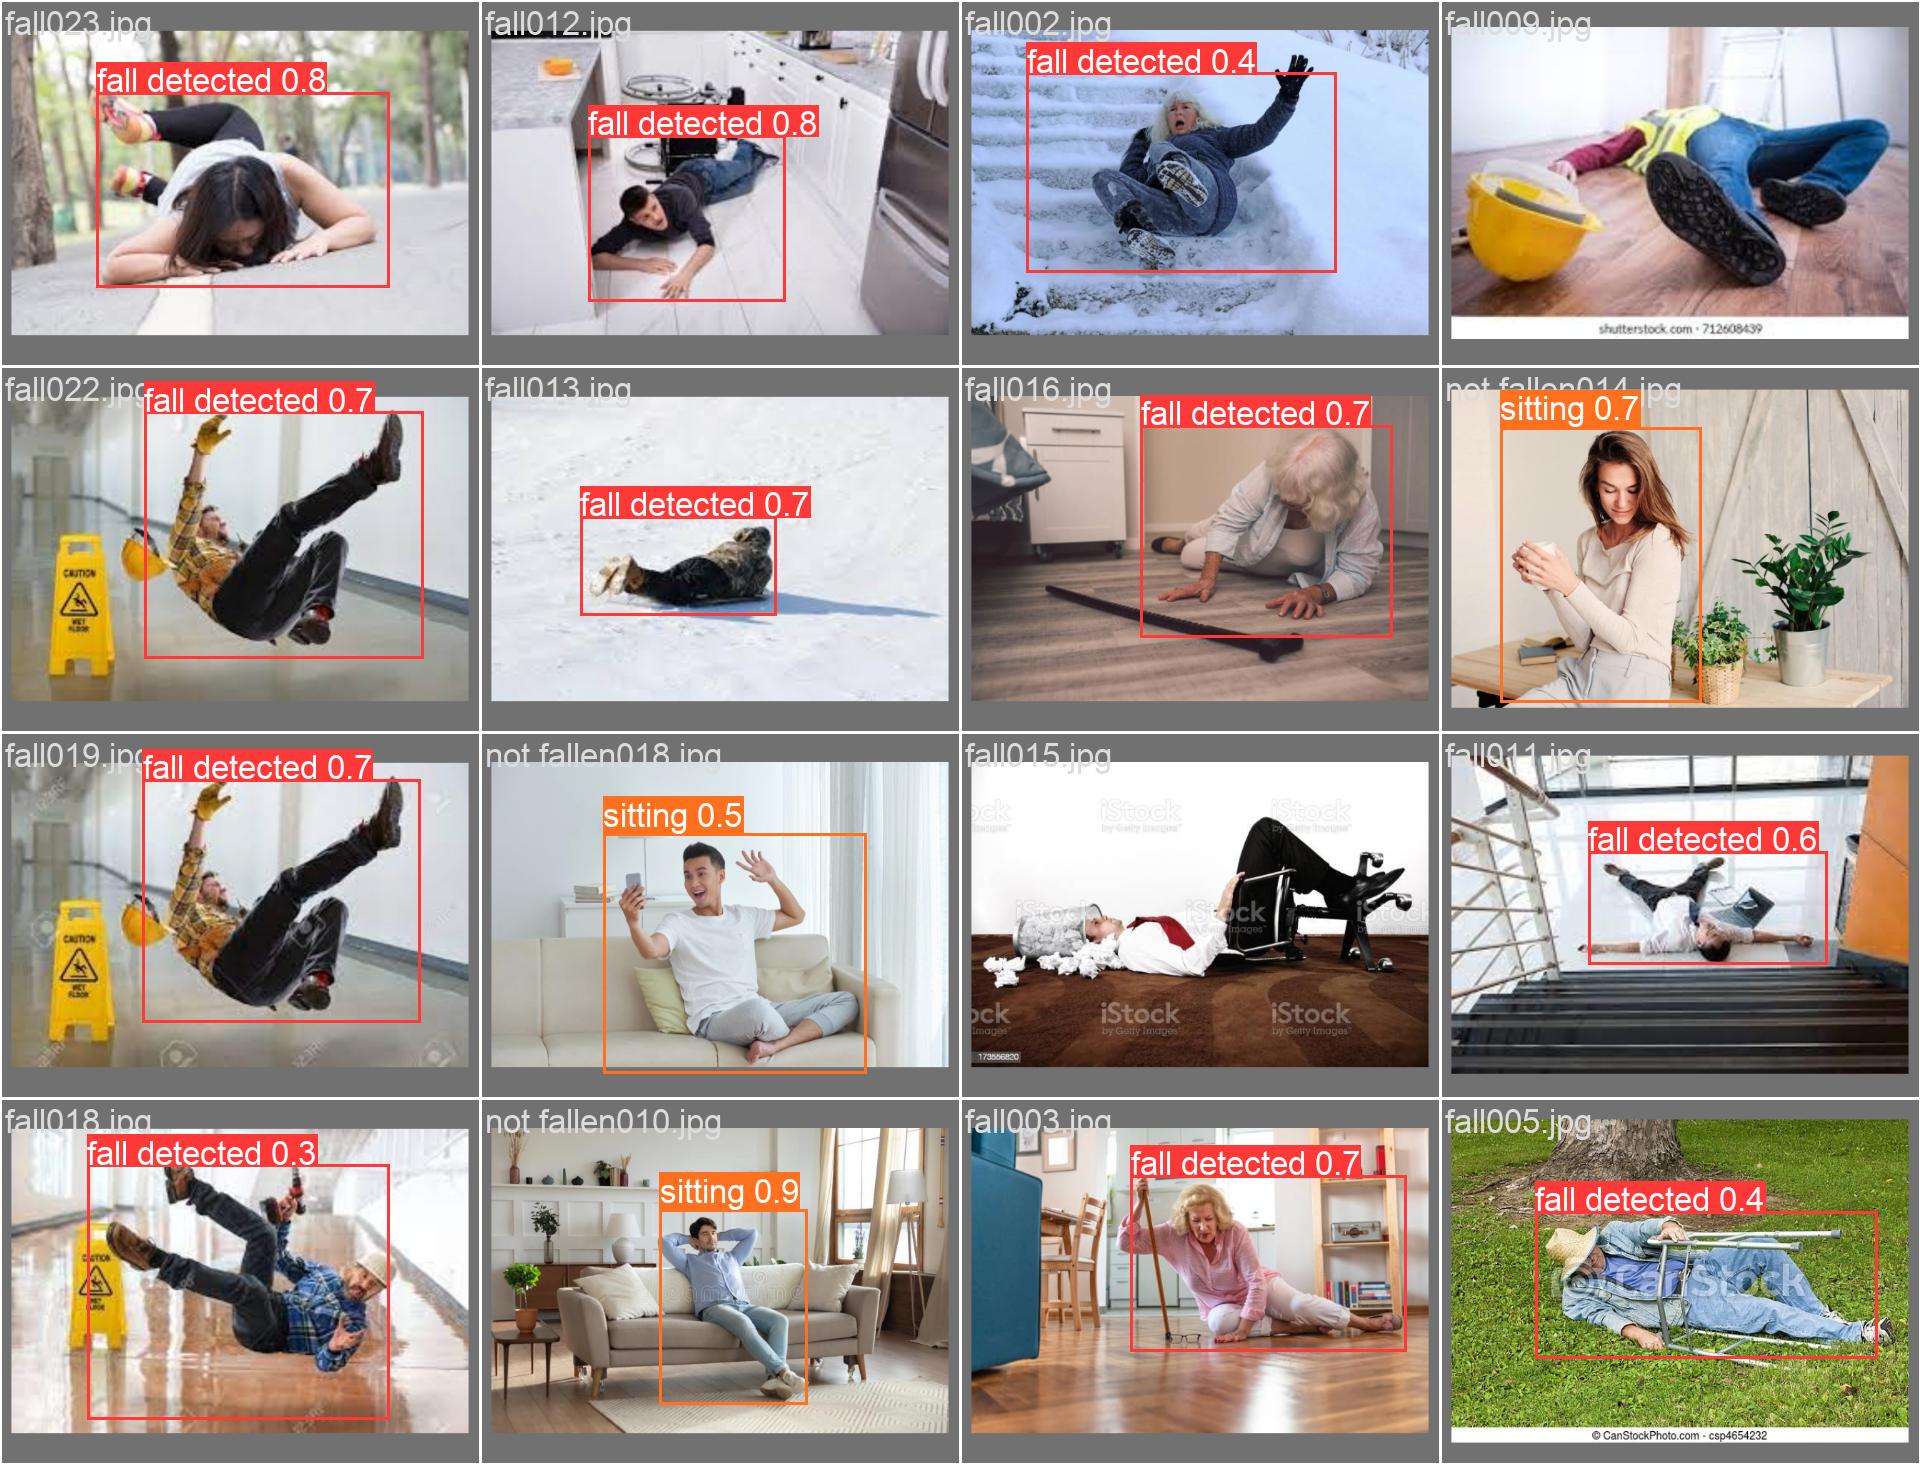 fall023.jpg
fall detected 0.8
fall012.jpg
fall detected 0.8
fall002.jpg
fall detected 0.4
fall009.jpg
shutterstock.com · 712608439
fall022.jpg
fall detected 0.7
CAUTION
WET
FLOOR
fall013.jpg
fall detected 0.7
fall016.jpg
fall detected 0.7
not fallen014.jpg
sitting 0.7
fall019.jpg
fall detected 0.7
CAUTION
WET
FLOOR
not fallen018.jpg
sitting 0.5
fall015.jpg
iStock
by Getty Images
iStock
by Getty Images
iStock
iStock
iStock
iStock
by Getty Images
iStock
by Getty Images
173556820
fall011.jpg
fall detected 0.6
fall018.jpg
fall detected 0.3
CAUTION
WET
FLOOR
not fallen010.jpg
sitting 0.9
fall003.jpg
fall detected 0.7
fall005.jpg
fall detected 0.4
CanStock
© CanStockPhoto.com - csp4654232